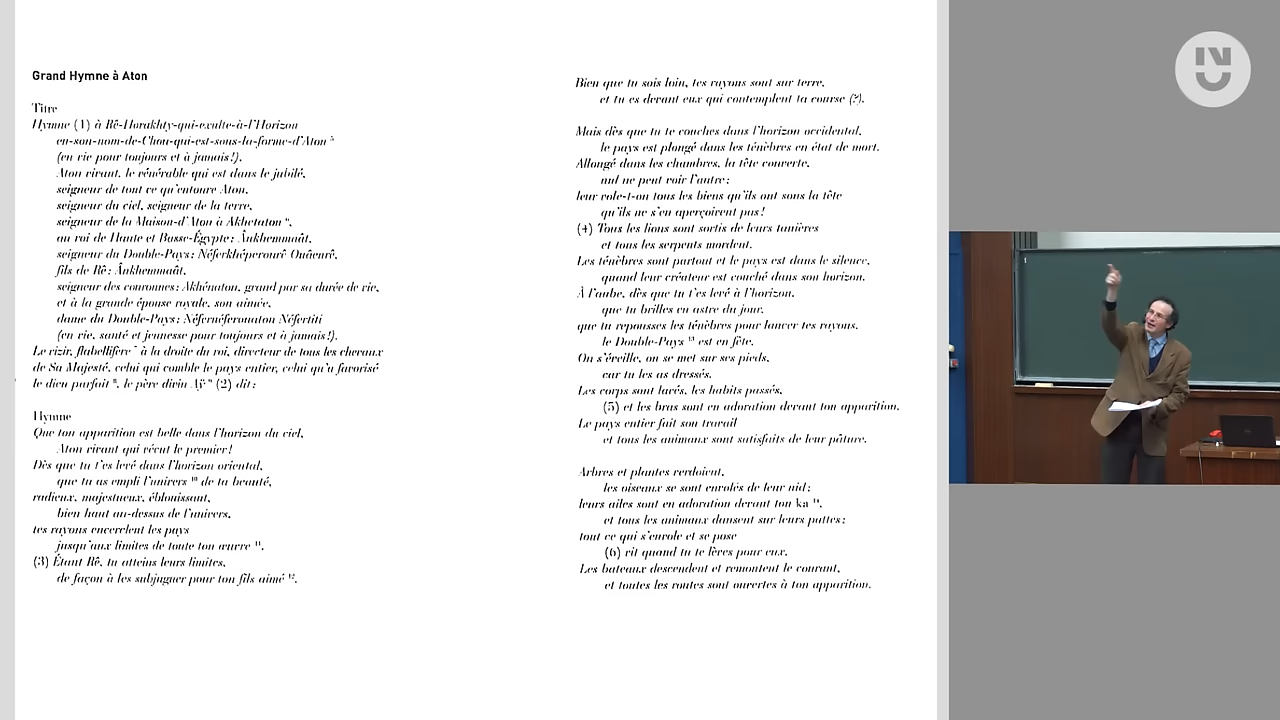 Grand Hymne à Aton
Titre
Hymne (1) à Rê-Horakhty-qui-exulte-à-l'Horizon
en-son-nom-de-Chou-qui-est-sous-la-forme-d'Aton ⁵
(en vie pour toujours et à jamais!),
Aton vivant, le vénérable qui est dans le jubilé,
seigneur de tout ce qu'entoure Aton,
seigneur du ciel, seigneur de la terre,
seigneur de la Maison-d'Aton à Akhetaton ⁶,
au roi de Haute et Basse-Égypte: Ânkhemmaât,
seigneur du Double-Pays: Néferkhéperourê Ouâenrê,
fils de Rê: Ânkhemmaât,
seigneur des couronnes: Akhénaton, grand par sa durée de vie,
et à la grande épouse royale, son aimée,
dame du Double-Pays: Néfernéferouaton Néfertiti
(en vie, santé et jeunesse pour toujours et à jamais!).
Le vizir, flabellifère ⁷ à la droite du roi, directeur de tous les chevaux
de Sa Majesté, celui qui comble le pays entier, celui qu'a favorisé
le dieu parfait ⁸, le père divin Aÿ ⁹ (2) dit:
Hymne
Que ton apparition est belle dans l'horizon du ciel,
Aton vivant qui vécut le premier!
Dès que tu t'es levé dans l'horizon oriental,
que tu as empli l'univers ¹⁰ de ta beauté,
radieux, majestueux, éblouissant,
bien haut au-dessus de l'univers,
tes rayons encerclent les pays
jusqu'aux limites de toute ton œuvre ¹¹.
(3) Étant Rê, tu atteins leurs limites,
de façon à les subjuguer pour ton fils aimé ¹².
Bien que tu sois loin, tes rayons sont sur terre,
et tu es devant eux qui contemplent ta course (?).
Mais dès que tu te couches dans l'horizon occidental,
le pays est plongé dans les ténèbres en état de mort.
Allongé dans les chambres, la tête couverte,
nul ne peut voir l'autre;
leur vole-t-on tous les biens qu'ils ont sous la tête
qu'ils ne s'en aperçoivent pas!
(4) Tous les lions sont sortis de leurs tanières
et tous les serpents mordent.
Les ténèbres sont partout et le pays est dans le silence,
quand leur créateur est couché dans son horizon.
À l'aube, dès que tu t'es levé à l'horizon,
que tu brilles en astre du jour,
que tu repousses les ténèbres pour lancer tes rayons,
le Double-Pays ¹³ est en fête.
On s'éveille, on se met sur ses pieds,
car tu les as dressés.
Les corps sont lavés, les habits passés,
(5) et les bras sont en adoration devant ton apparition.
Le pays entier fait son travail
et tous les animaux sont satisfaits de leur pâture.
Arbres et plantes verdoient,
les oiseaux se sont envolés de leur nid;
leurs ailes sont en adoration devant ton ka ¹⁴,
et tous les animaux dansent sur leurs pattes;
tout ce qui s'envole et se pose
(6) vit quand tu te lèves pour eux.
Les bateaux descendent et remontent le courant,
et toutes les routes sont ouvertes à ton apparition.